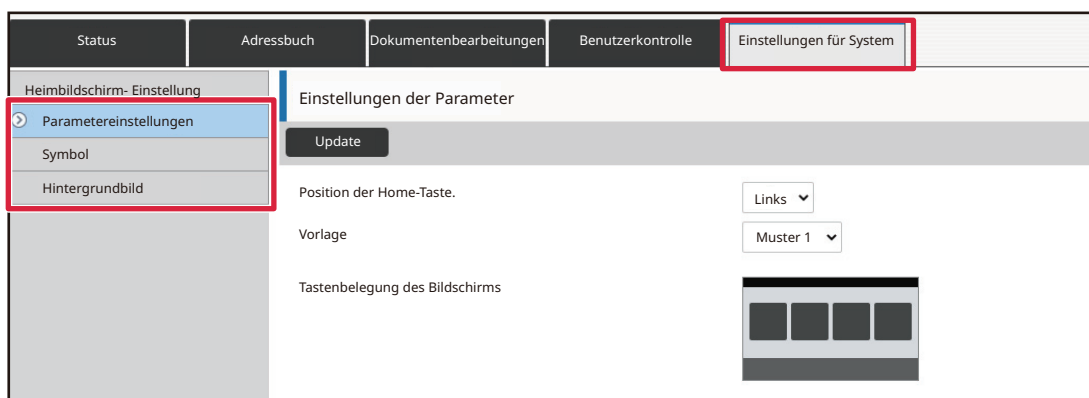 Status
Adressbuch
Dokumentenbearbeitungen
Benutzerkontrolle
Einstellungen für System
Heimbildschirm- Einstellung
Parametereinstellungen
Symbol
Hintergrundbild
Einstellungen der Parameter
Update
Position der Home-Taste.
Links
Vorlage
Muster 1
Tastenbelegung des Bildschirms